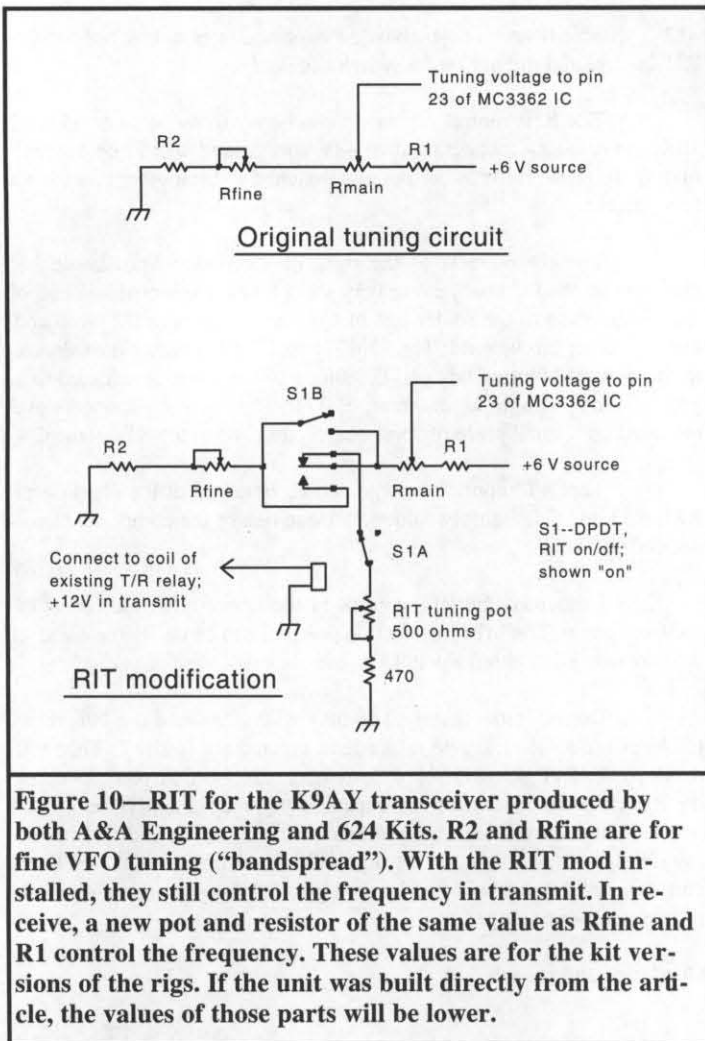 Tuning voltage to pin
23 of MC3362 IC
R2
R1
Rfine
Rmain
+6 V source
Original tuning circuit
S1B
Tuning voltage to pin
23 of MC3362 IC
R2
R1
Rfine
Rmain
+6 V source
S1A
S1--DPDT,
RIT on/off;
shown "on"
Connect to coil of
existing T/R relay;
+12V in transmit
RIT tuning pot
500 ohms
470
RIT modification
Figure 10—RIT for the K9AY transceiver produced by
both A&A Engineering and 624 Kits. R2 and Rfine are for
fine VFO tuning (“bandspread”). With the RIT mod in-
stalled, they still control the frequency in transmit. In re-
ceive, a new pot and resistor of the same value as Rfine and
R1 control the frequency. These values are for the kit ver-
sions of the rigs. If the unit was built directly from the arti-
cle, the values of those parts will be lower.